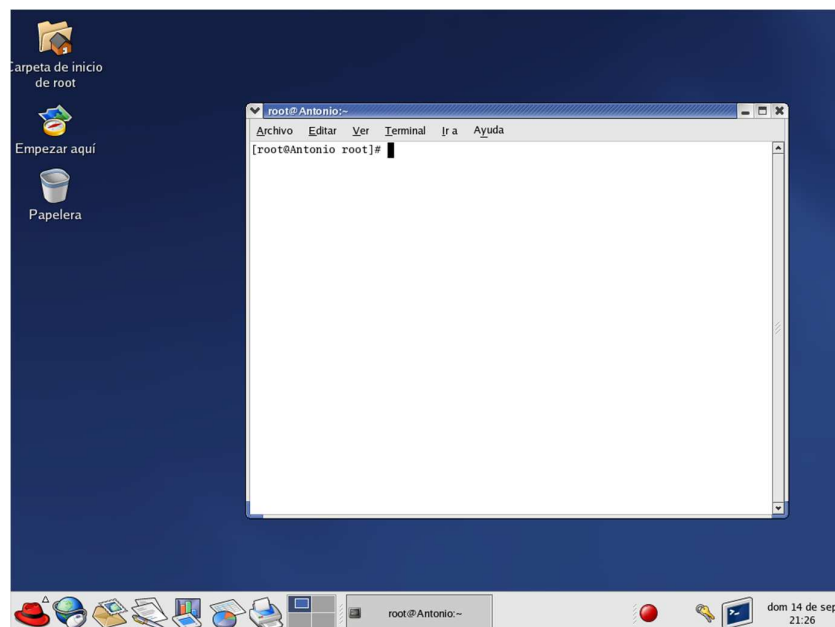 Carpeta de inicio
de root
Empezar aquí
Papelera
root@Antonio:~
Archivo Editar Ver Terminal Ir a Ayuda
[root@Antonio root]#
root@Antonio:~
dom 14 de sep
21:26